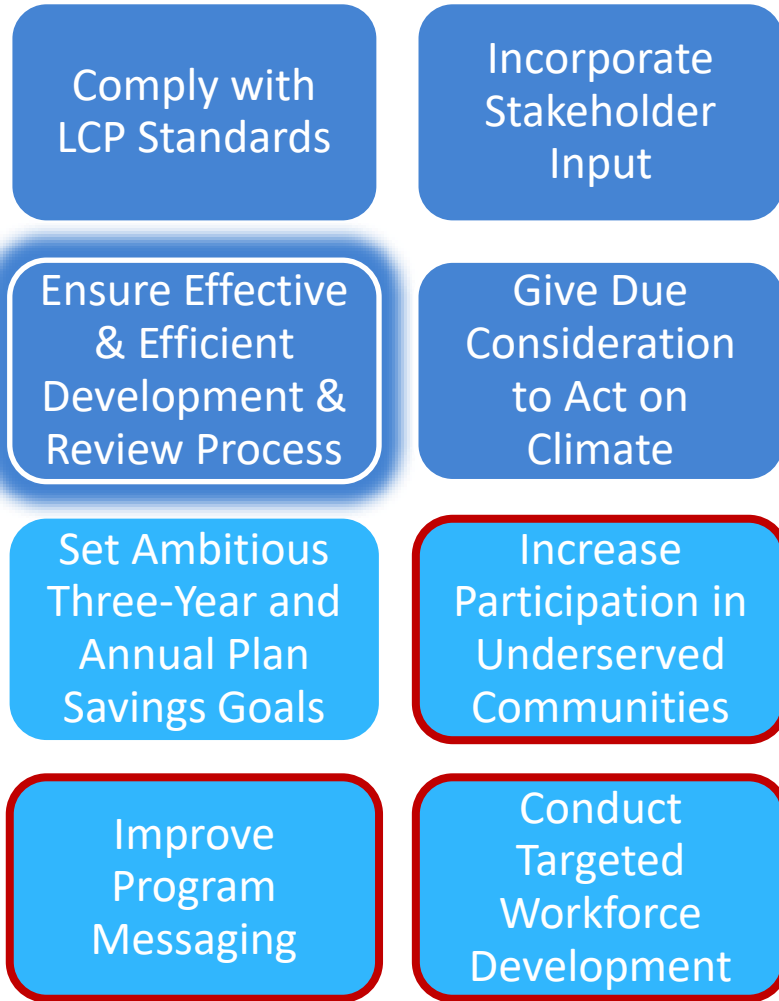 Comply with
LCP Standards
Incorporate
Stakeholder
Input
Ensure Effective
& Efficient
Development &
Review Process
Give Due
Consideration
to Act on
Climate
Set Ambitious
Three-Year and
Annual Plan
Savings Goals
Increase
Participation in
Underserved
Communities
Improve
Program
Messaging
Conduct
Targeted
Workforce
Development